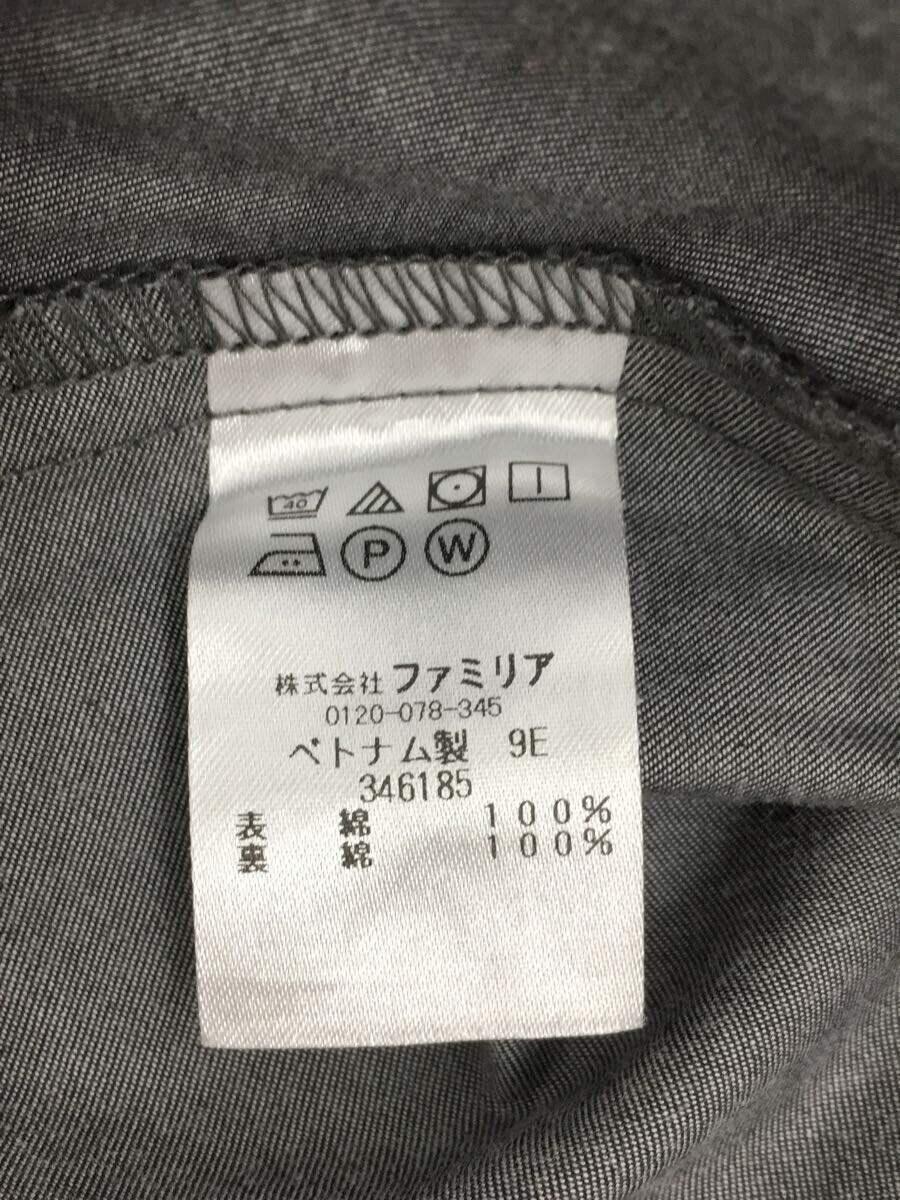 40
P W
株式会社 ファミリア
0120-078-345
ベトナム製 9E
346185
表 綿 100%
裏 綿 100%